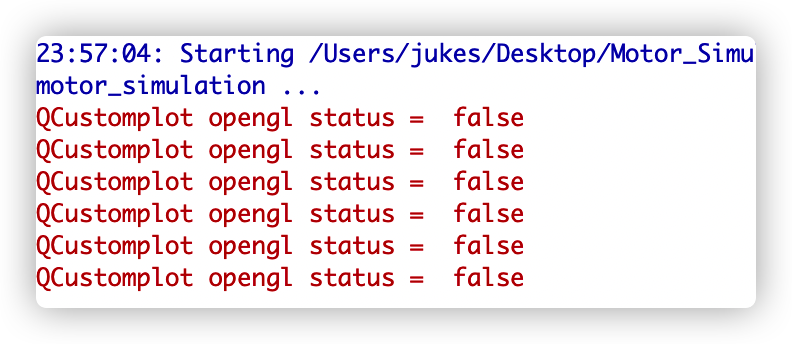 23:57:04: Starting /Users/jukes/Desktop/Motor_Simu
motor_simulation ...
QCustomplot opengl status =  false
QCustomplot opengl status =  false
QCustomplot opengl status =  false
QCustomplot opengl status =  false
QCustomplot opengl status =  false
QCustomplot opengl status =  false